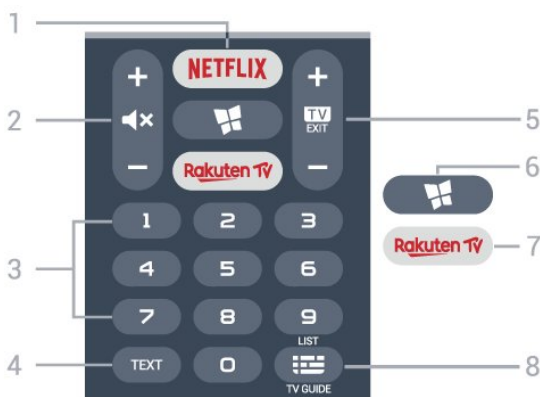 1
NETFLIX
2
TV
EXIT
5
6
Rakuten TV
Rakuten TV
7
1 2 3
3
4 5 6
7 8 9
LIST
4
TEXT 0
8
TV GUIDE